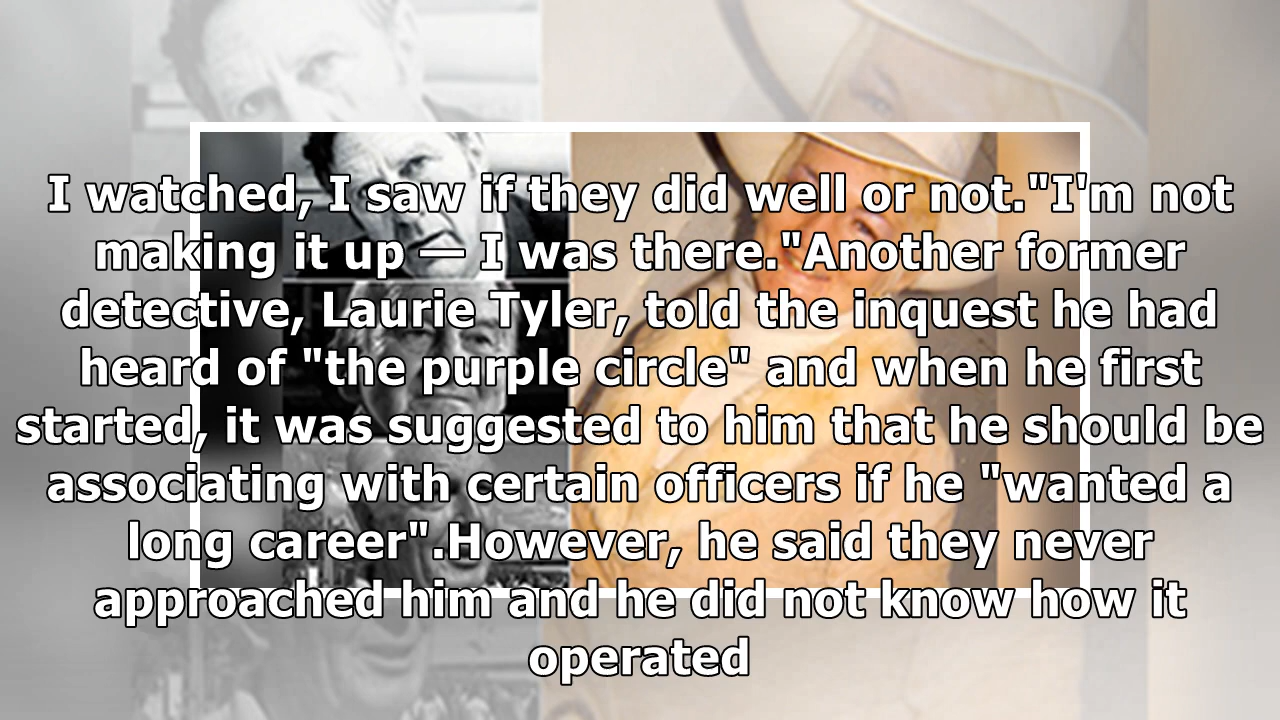 I watched, I saw if they did well or not."I'm not
making it up — I was there."Another former
detective, Laurie Tyler, told the inquest he had
heard of "the purple circle" and when he first
started, it was suggested to him that he should be
associating with certain officers if he "wanted a
long career".However, he said they never
approached him and he did not know how it
operated